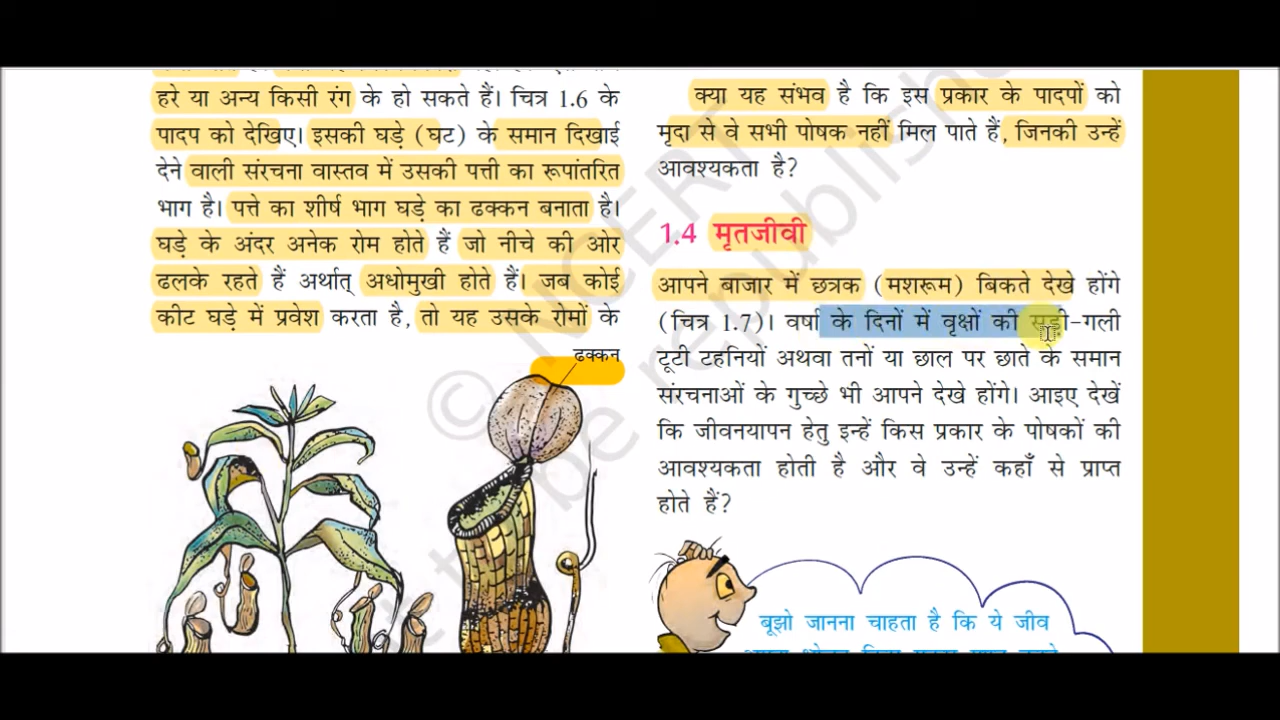 हरे या अन्य किसी रंग के हो सकते हैं। चित्र 1.6 के
पादप को देखिए। इसकी घड़े (घट) के समान दिखाई
देने वाली संरचना वास्तव में उसकी पत्ती का रूपांतरित
भाग है। पत्ते का शीर्ष भाग घड़े का ढक्कन बनाता है।
घड़े के अंदर अनेक रोम होते हैं जो नीचे की ओर
ढलके रहते हैं अर्थात् अधोमुखी होते हैं। जब कोई
कीट घड़े में प्रवेश करता है, तो यह उसके रोमों के
ढक्कन
क्या यह संभव है कि इस प्रकार के पादपों को
मृदा से वे सभी पोषक नहीं मिल पाते हैं, जिनकी उन्हें
आवश्यकता है?
1.4 मृतजीवी
आपने बाजार में छत्रक (मशरूम) बिकते देखे होंगे
(चित्र 1.7)। वर्षा के दिनों में वृक्षों की सड़ी-गली
टूटी टहनियों अथवा तनों या छाल पर छाते के समान
संरचनाओं के गुच्छे भी आपने देखे होंगे। आइए देखें
कि जीवनयापन हेतु इन्हें किस प्रकार के पोषकों की
आवश्यकता होती है और वे उन्हें कहाँ से प्राप्त
होते हैं?
बूझो जानना चाहता है कि ये जीव
© NCERT
be republished